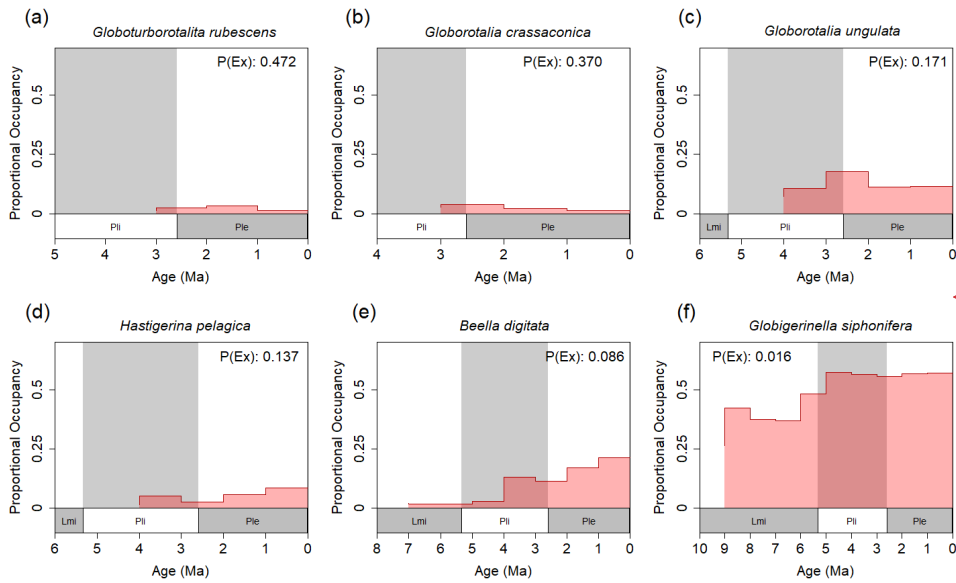 (a)
Globoturborotalita rubescens
P(Ex): 0.472
Proportional Occupancy
0 0.25 0.5
Pli Ple
5 4 3 2 1 0
Age (Ma)
(b)
Globorotalia crassaconica
P(Ex): 0.370
Proportional Occupancy
0 0.25 0.5
Pli Ple
4 3 2 1 0
Age (Ma)
(c)
Globorotalia ungulata
P(Ex): 0.171
Proportional Occupancy
0 0.25 0.5
Lmi Pli Ple
6 5 4 3 2 1 0
Age (Ma)
(d)
Hastigerina pelagica
P(Ex): 0.137
Proportional Occupancy
0 0.25 0.5
Lmi Pli Ple
6 5 4 3 2 1 0
Age (Ma)
(e)
Beella digitata
P(Ex): 0.086
Proportional Occupancy
0 0.25 0.5
Lmi Pli Ple
8 7 6 5 4 3 2 1 0
Age (Ma)
(f)
Globigerinella siphonifera
P(Ex): 0.016
Proportional Occupancy
0 0.25 0.5
Lmi Pli Ple
10 9 8 7 6 5 4 3 2 1 0
Age (Ma)